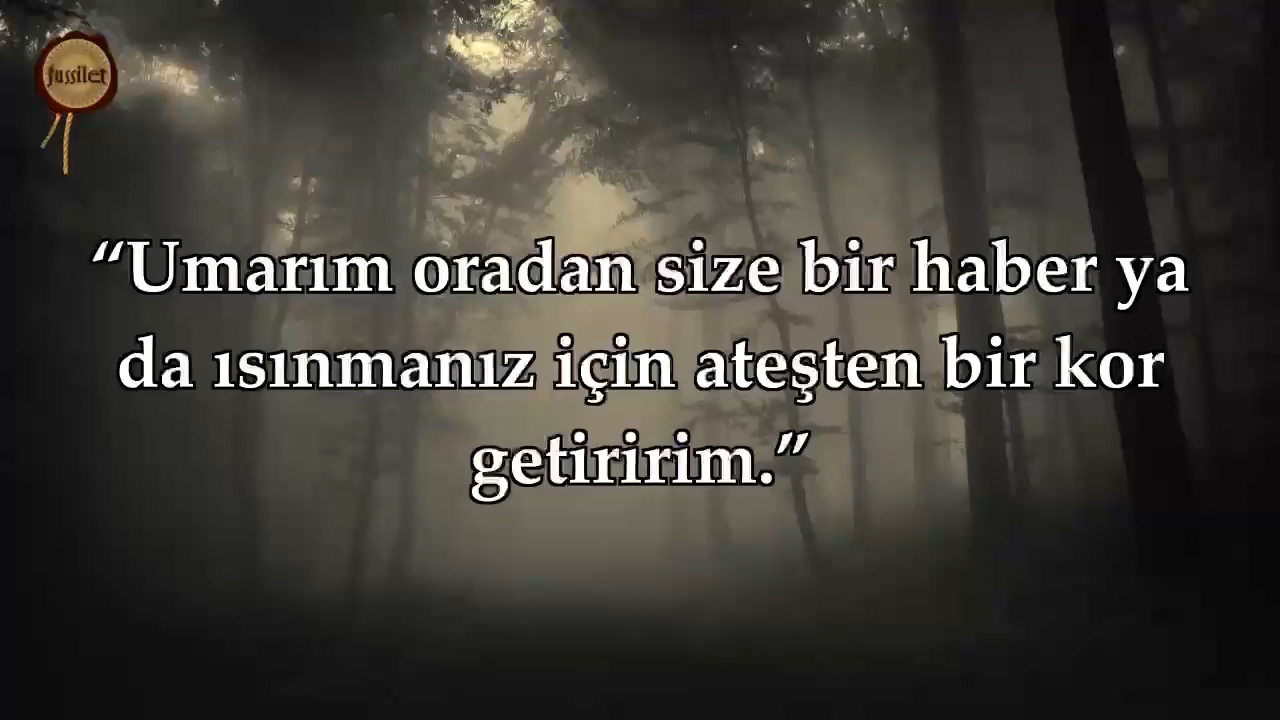 fussilet
“Umarım oradan size bir haber ya
da ısınmanız için ateşten bir kor
getiririm.”